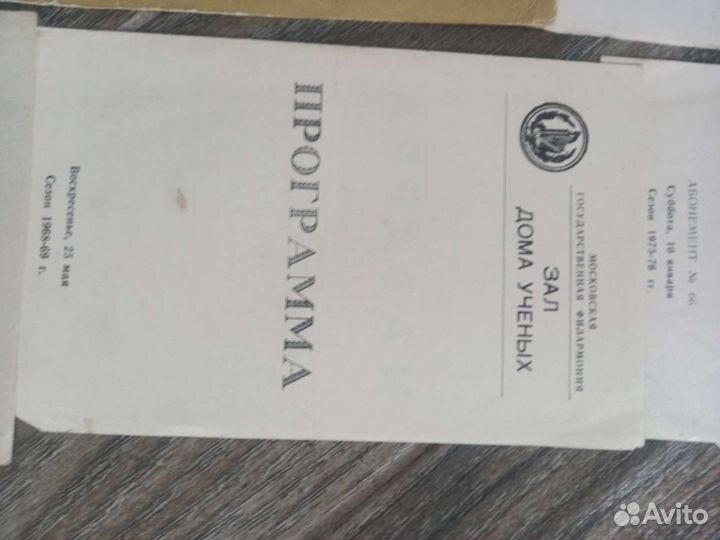 МОСКОВСКАЯ
ГОСУДАРСТВЕННАЯ ФИЛАРМОНИЯ
ЗАЛ
ДОМА УЧЕНЫХ
ПРОГРАММА
Воскресенье, 25 мая
Сезон 1968-69 г.
АБОНЕМЕНТ № 66
Суббота, 10 января
Сезон 1975-76 гг.
Avito